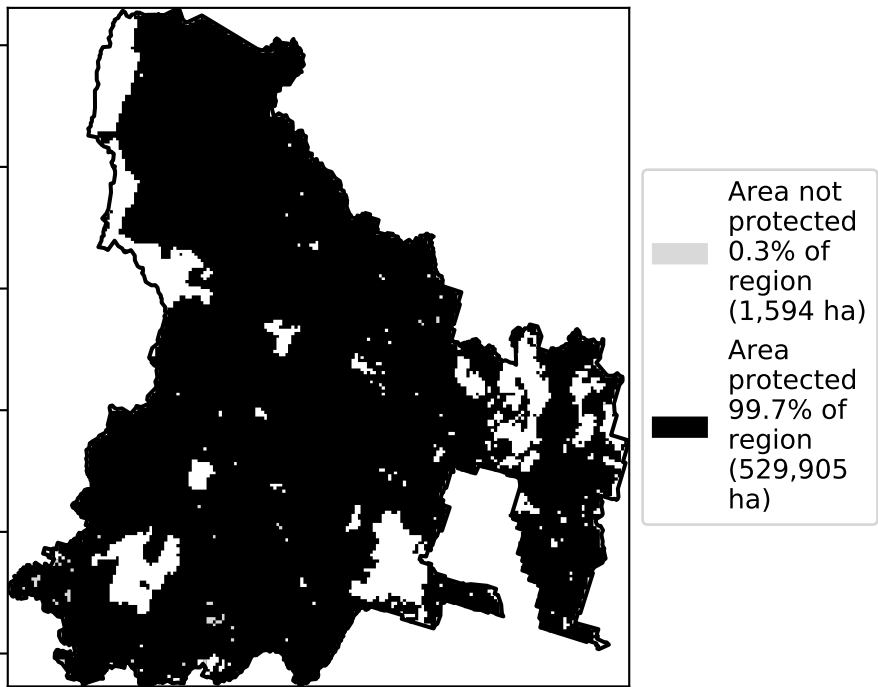 Area not
protected
0.3% of
region
(1,594 ha)
Area
protected
99.7% of
region
(529,905
ha)